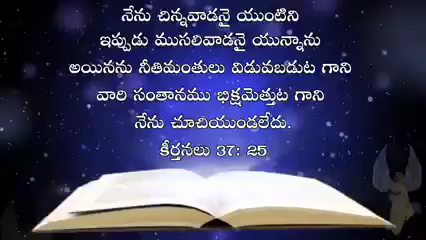 నేను చిన్నవాడనై యుంటిని
ఇప్పుడు ముసలివాడనై యున్నాను
అయినను నీతిమంతులు విడువబడుట గాని
వారి సంతానము భిక్షమెత్తుట గాని
నేను చూచియుండలేదు.
కీర్తనలు 37: 25